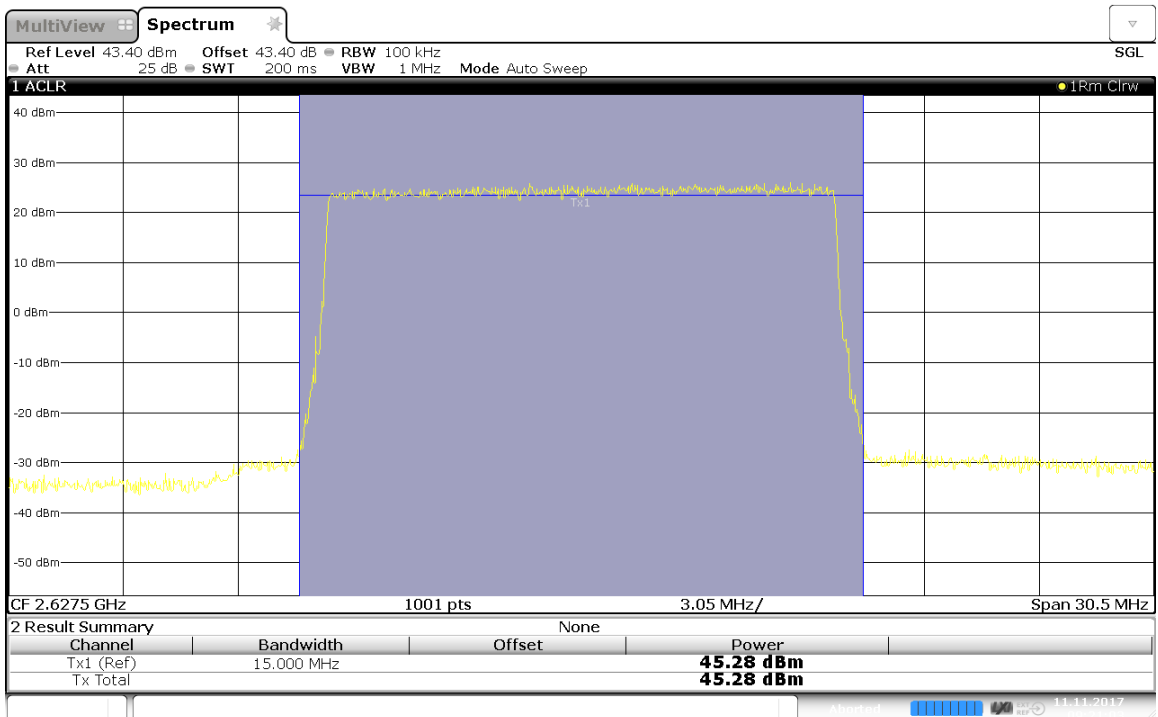 MultiView Spectrum
Ref Level 43.40 dBm Offset 43.40 dB RBW 100 kHz SGL
Att 25 dB SWT 200 ms VBW 1 MHz Mode Auto Sweep
1 ACLR 1Rm Clrw
40 dBm
30 dBm
Tx1
20 dBm
10 dBm
0 dBm
-10 dBm
-20 dBm
-30 dBm
-40 dBm
-50 dBm
CF 2.6275 GHz 1001 pts 3.05 MHz/ Span 30.5 MHz
2 Result Summary None
Channel Bandwidth Offset Power
Tx1 (Ref) 15.000 MHz 45.28 dBm
Tx Total 45.28 dBm
Aborted EXT REF 11.11.2017